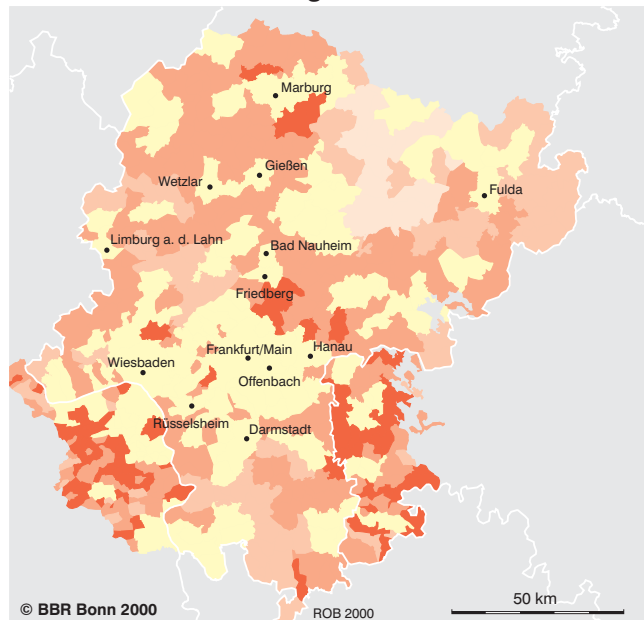 Marburg
Gießen
Wetzlar
Fulda
Limburg a. d. Lahn
Bad Nauheim
Friedberg
Frankfurt/Main
Hanau
Wiesbaden
Offenbach
Rüsselsheim
Darmstadt
50 km
© BBR Bonn 2000
ROB 2000